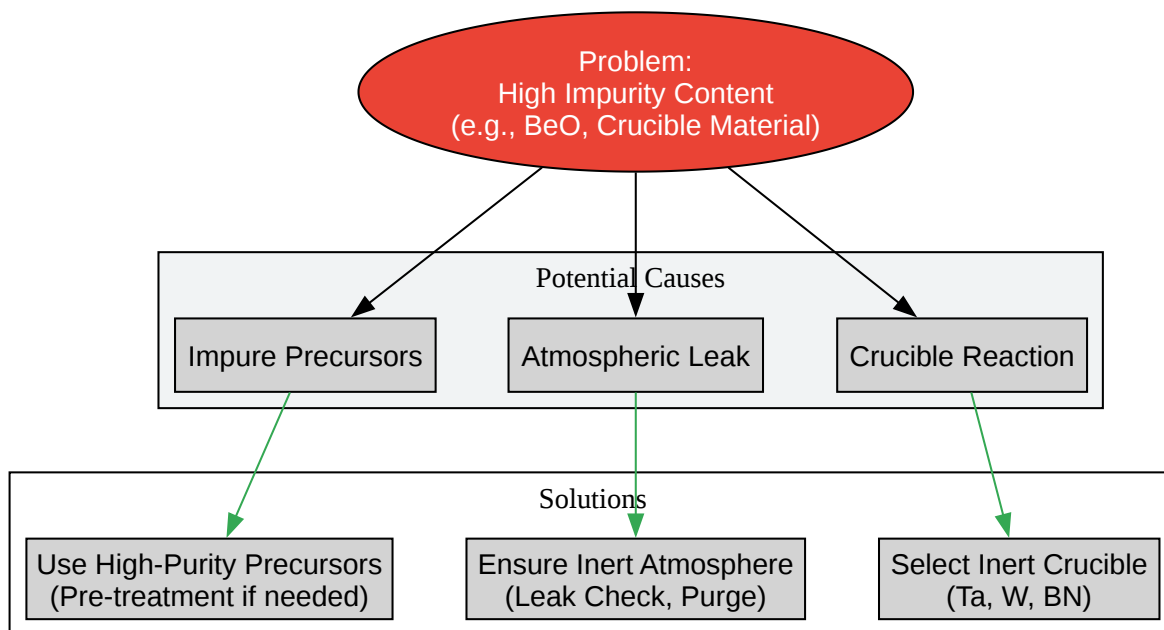 Problem:
High Impurity Content
(e.g., BeO, Crucible Material)
Potential Causes
Impure Precursors
Atmospheric Leak
Crucible Reaction
Solutions
Use High-Purity Precursors
(Pre-treatment if needed)
Ensure Inert Atmosphere
(Leak Check, Purge)
Select Inert Crucible
(Ta, W, BN)